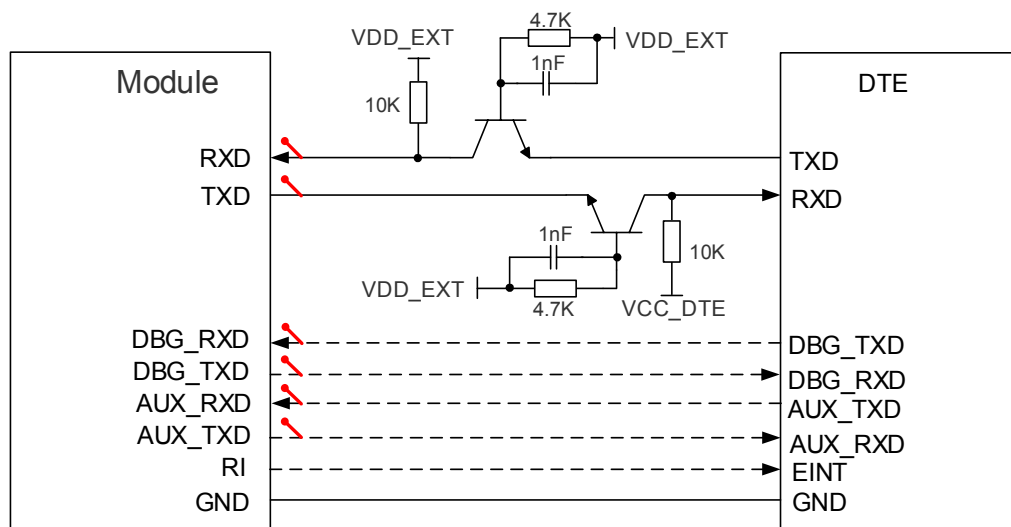 4.7K
VDD_EXT
VDD_EXT
1nF
Module
DTE
10K
RXD
TXD
TXD
RXD
1nF
10K
VDD_EXT
4.7K
VCC_DTE
DBG_RXD
DBG_TXD
DBG_TXD
DBG_RXD
AUX_RXD
AUX_TXD
AUX_TXD
AUX_RXD
RI
EINT
GND
GND